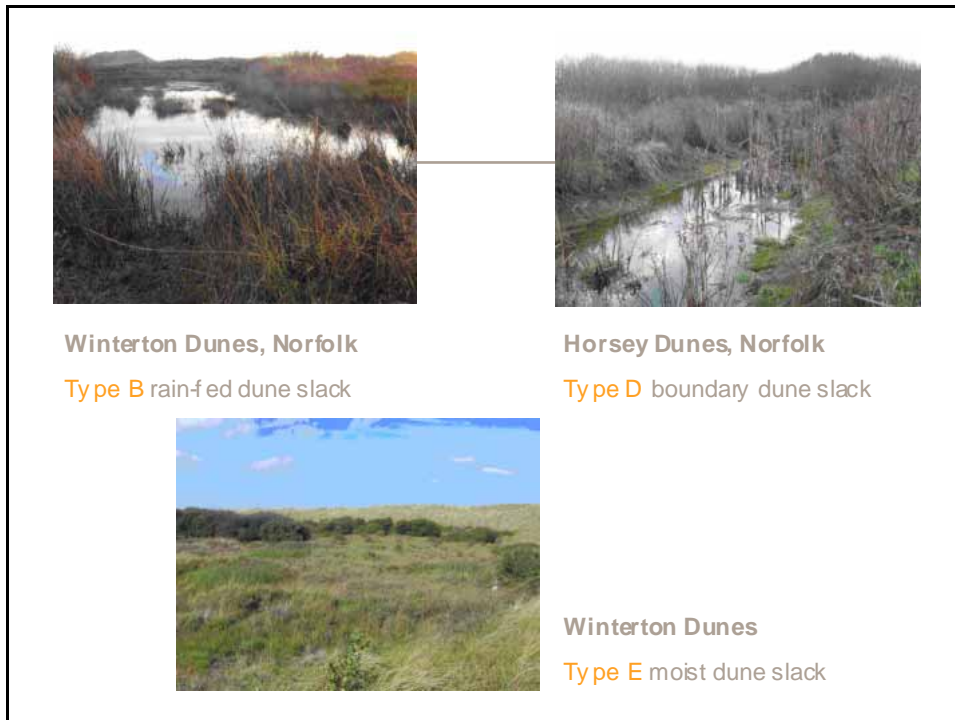 Winterton Dunes, Norfolk
Type B rain-fed dune slack
Horsey Dunes, Norfolk
Type D boundary dune slack
Winterton Dunes
Type E moist dune slack